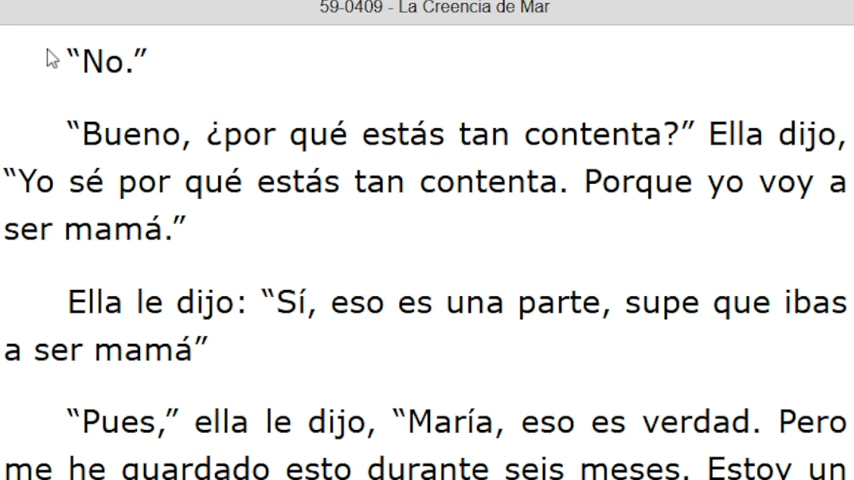 59-0409 - La Creencia de Mar
“No.”
“Bueno, ¿por qué estás tan contenta?” Ella dijo,
“Yo sé por qué estás tan contenta. Porque yo voy a
ser mamá.”
Ella le dijo: “Sí, eso es una parte, supe que ibas
a ser mamá”
“Pues,” ella le dijo, “María, eso es verdad. Pero
me he guardado esto durante seis meses. Estoy un